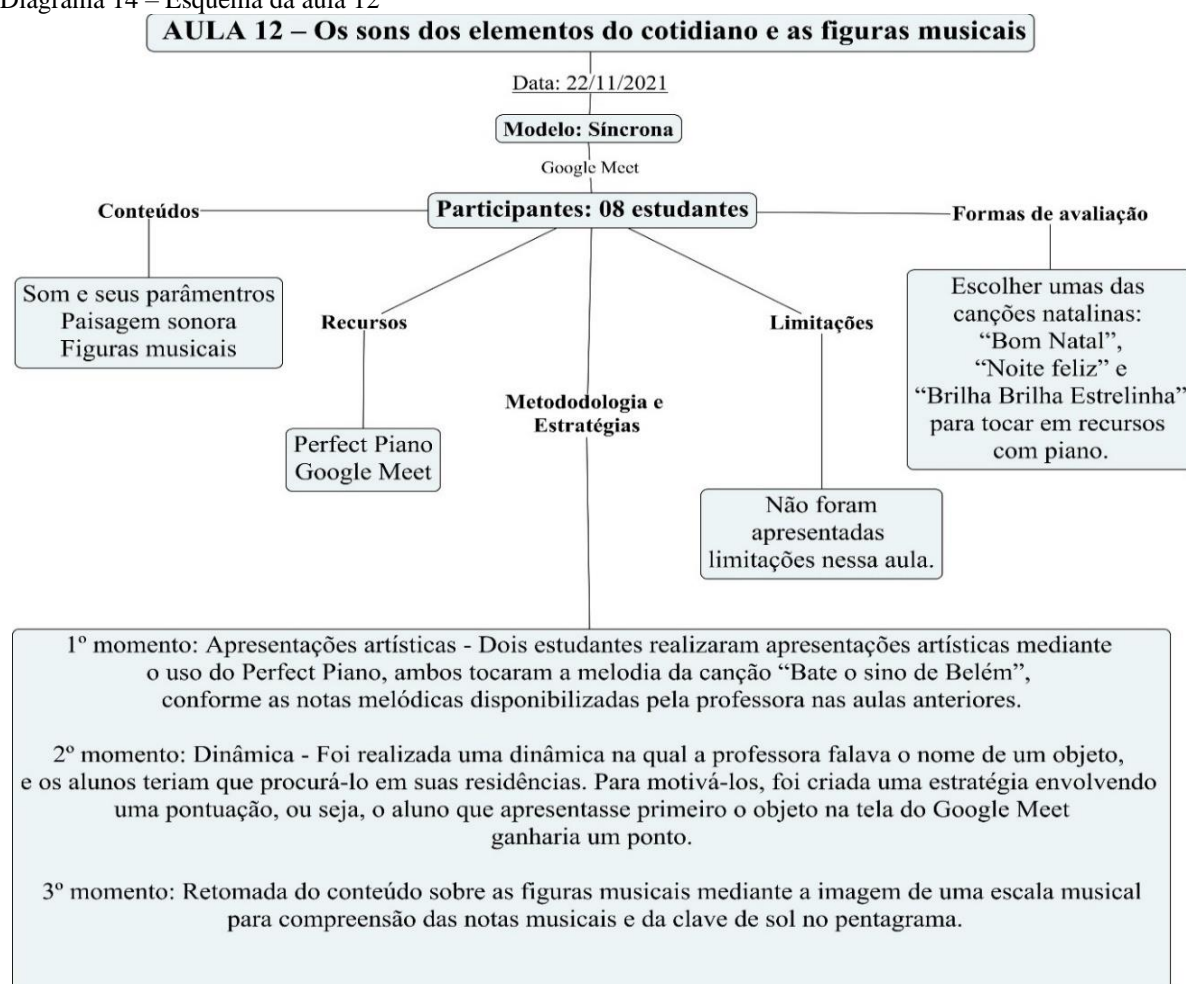 Diagrama 14 – Esquema da aula 12
AULA 12 – Os sons dos elementos do cotidiano e as figuras musicais
Data: 22/11/2021
Modelo: Síncrona
Google Meet
Participantes: 08 estudantes
Conteúdos
Som e seus parâmentros
Paisagem sonora
Figuras musicais
Recursos
Perfect Piano
Google Meet
Metododologia e
Estratégias
Limitações
Não foram
apresentadas
limitações nessa aula.
Formas de avaliação
Escolher umas das
canções natalinas:
“Bom Natal”,
“Noite feliz” e
“Brilha Brilha Estrelinha”
para tocar em recursos
com piano.
1º momento: Apresentações artísticas - Dois estudantes realizaram apresentações artísticas mediante
o uso do Perfect Piano, ambos tocaram a melodia da canção “Bate o sino de Belém”,
conforme as notas melódicas disponibilizadas pela professora nas aulas anteriores.
2º momento: Dinâmica - Foi realizada uma dinâmica na qual a professora falava o nome de um objeto,
e os alunos teriam que procurá-lo em suas residências. Para motivá-los, foi criada uma estratégia envolvendo
uma pontuação, ou seja, o aluno que apresentasse primeiro o objeto na tela do Google Meet
ganharia um ponto.
3º momento: Retomada do conteúdo sobre as figuras musicais mediante a imagem de uma escala musical
para compreensão das notas musicais e da clave de sol no pentagrama.